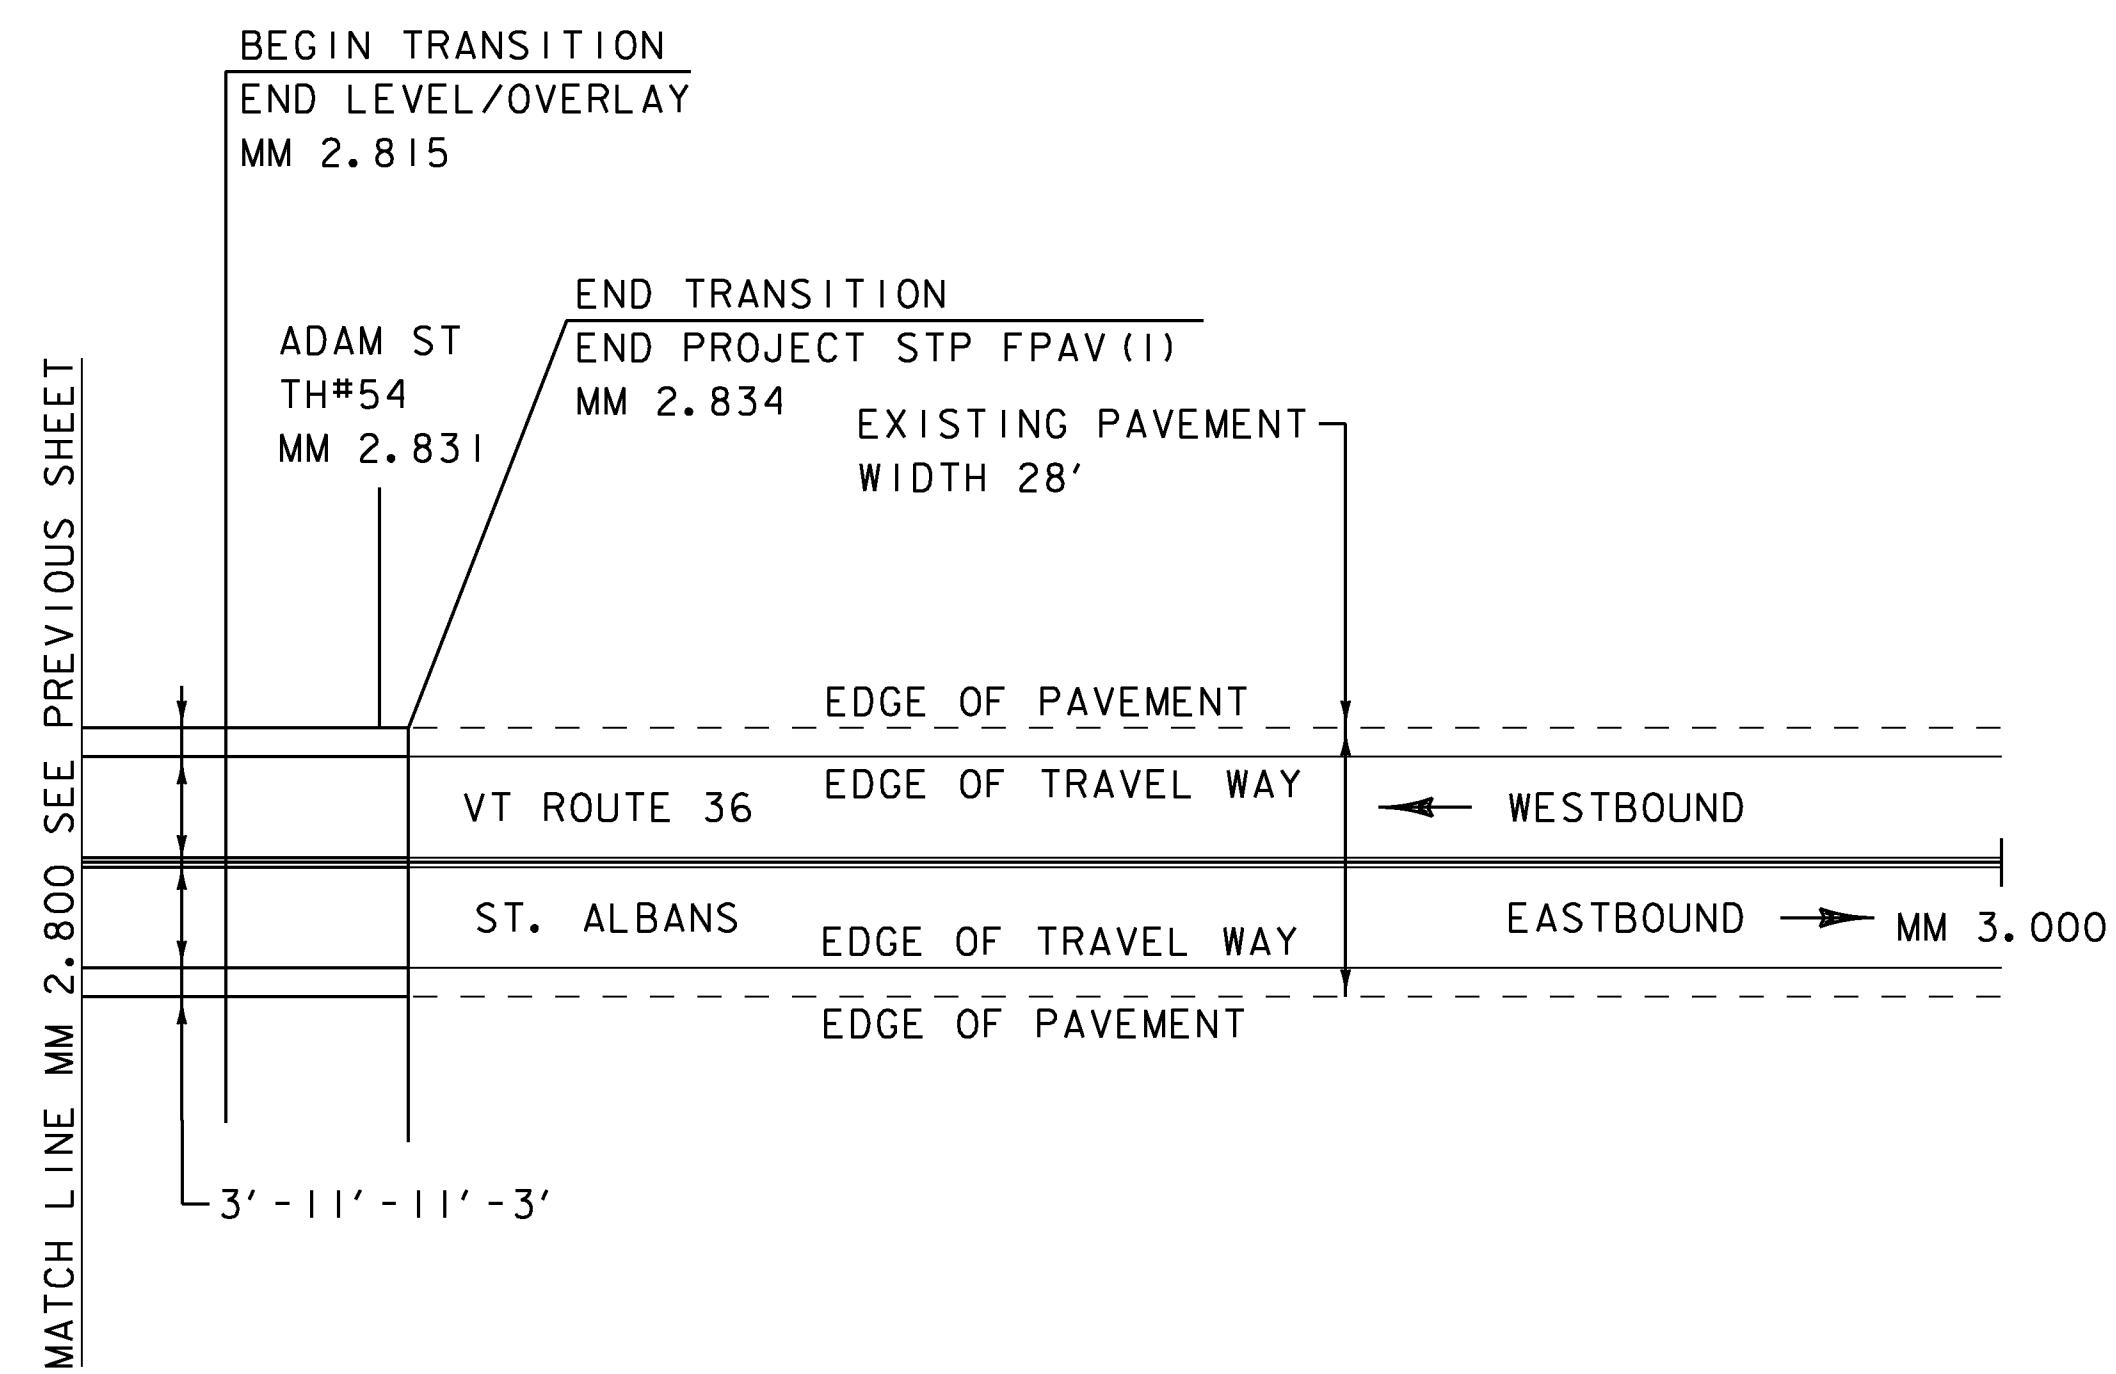 BEGIN TRANSITION
END LEVEL/OVERLAY
MM 2.815
END TRANSITION
END PROJECT STP FPAV(1)
MM 2.834
ADAM ST
TH#54
MM 2.831
EXISTING PAVEMENT
WIDTH 28'
MATCH LINE MM 2.800 SEE PREVIOUS SHEET
EDGE OF PAVEMENT
EDGE OF TRAVEL WAY
VT ROUTE 36
WESTBOUND
ST. ALBANS
EASTBOUND
MM 3.000
EDGE OF TRAVEL WAY
EDGE OF PAVEMENT
3'-11'-11'-3'